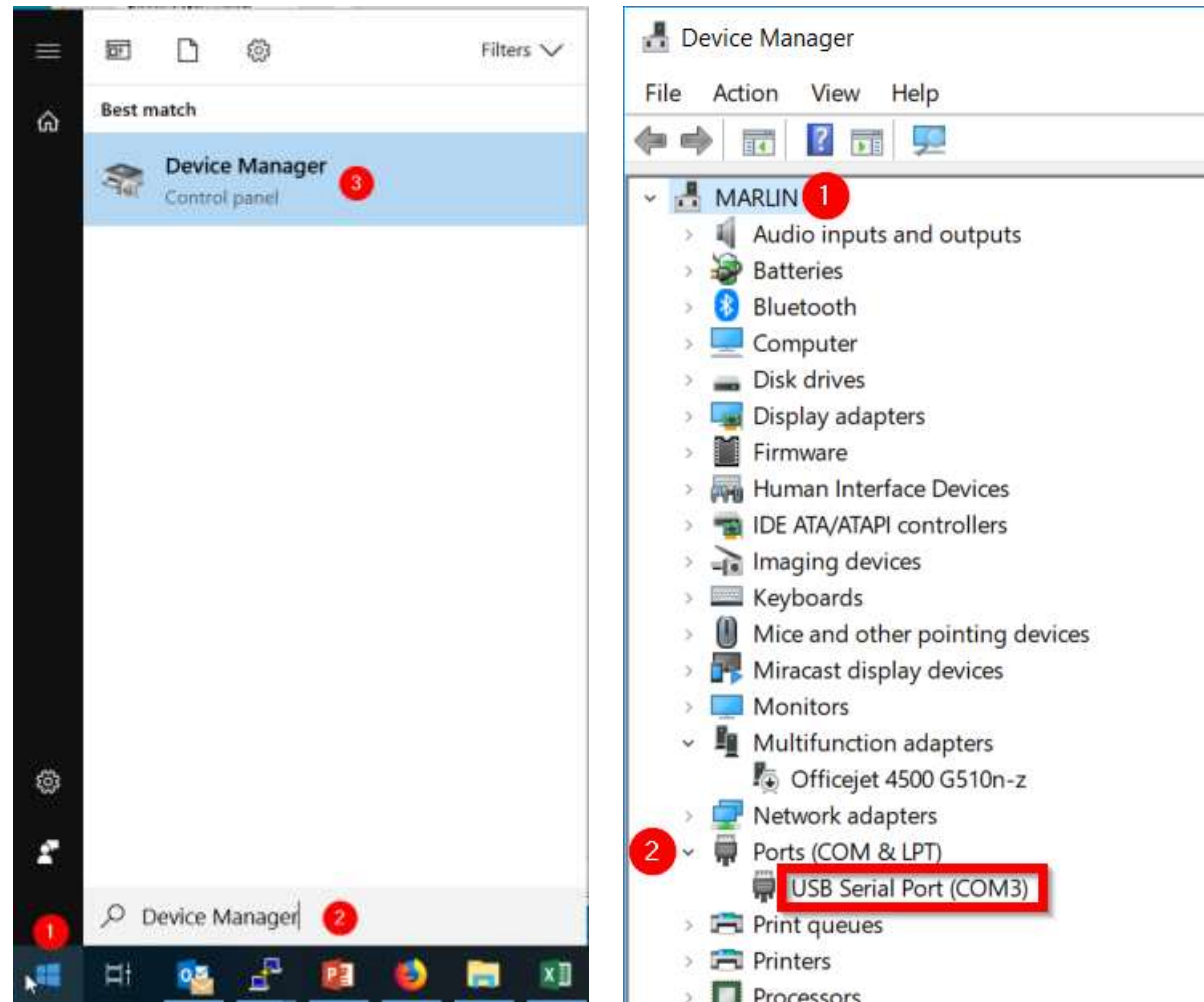 Filters
Best match
Device Manager
3
Control panel
Device Manager
2
1
Device Manager
File Action View Help
MARLIN 1
Audio inputs and outputs
Batteries
Bluetooth
Computer
Disk drives
Display adapters
Firmware
Human Interface Devices
IDE ATA/ATAPI controllers
Imaging devices
Keyboards
Mice and other pointing devices
Miracast display devices
Monitors
Multifunction adapters
Officejet 4500 G510n-z
Network adapters
2 Ports (COM & LPT)
USB Serial Port (COM3)
Print queues
Printers
Processors